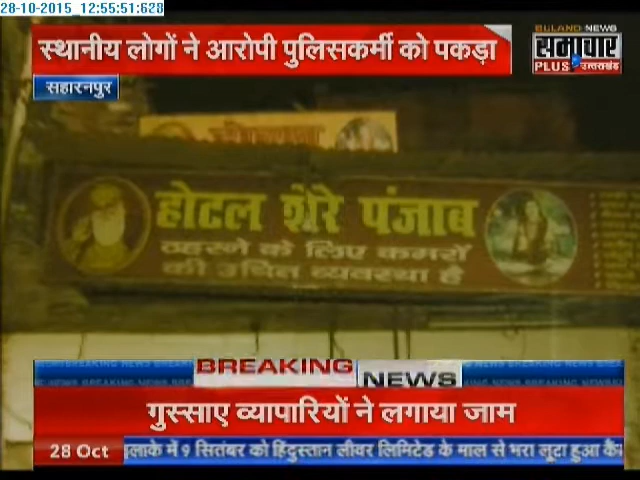 28-10-2015_12:55:51:628
BULAND NEWS
समाचार
PLUS उत्तराखंड
स्थानीय लोगों ने आरोपी पुलिसकर्मी को पकड़ा
सहारनपुर
होटल शेरे पंजाब
ठहरने के लिए कमरों
की उचित व्यवस्था है
BREAKING NEWS
गुस्साए व्यापारियों ने लगाया जाम
28 Oct
इलाके में 9 सितंबर को हिंदुस्तान लीवर लिमिटेड के माल से भरा लूटा हुआ कैं